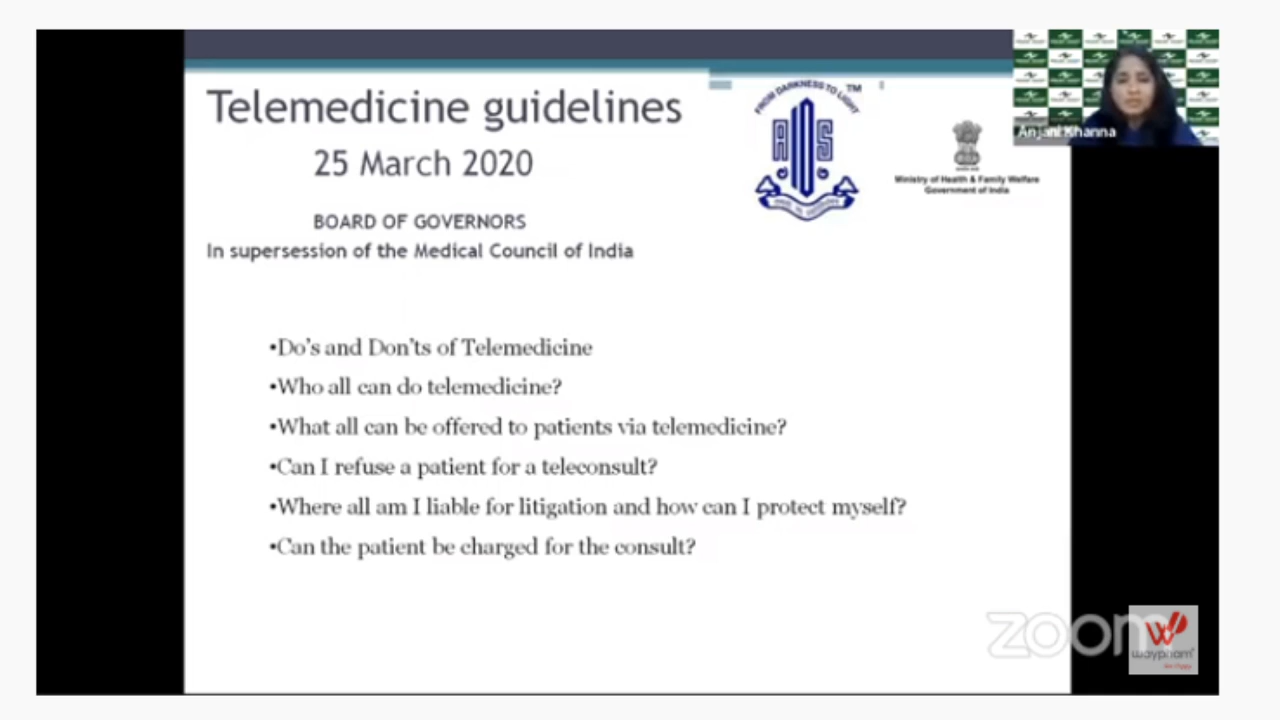 Telemedicine guidelines
25 March 2020
BOARD OF GOVERNORS
In supersession of the Medical Council of India
FROM DARKNESS TO LIGHT
TM
AIOS
Ministry of Health & Family Welfare
Government of India
Anjani Khanna
•Do's and Don'ts of Telemedicine
•Who all can do telemedicine?
•What all can be offered to patients via telemedicine?
•Can I refuse a patient for a teleconsult?
•Where all am I liable for litigation and how can I protect myself?
•Can the patient be charged for the consult?
zoom